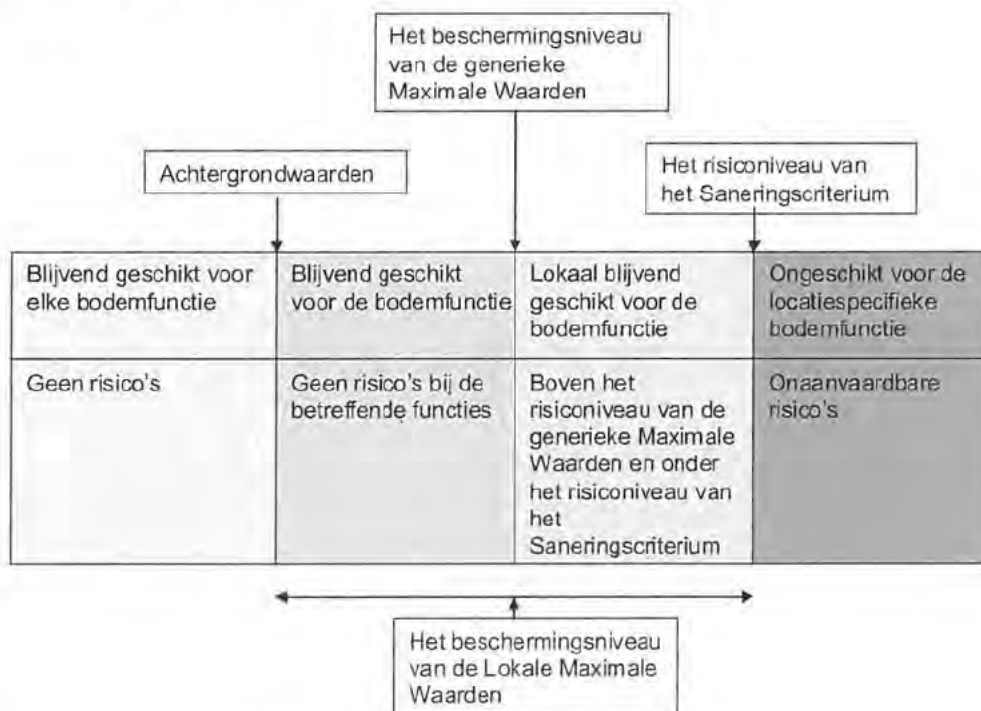 Het beschermingsniveau
van de generieke
Maximale Waarden
Achtergrondwaarden
Het risiconiveau van
het Saneringscriterium
Blijvend geschikt voor
elke bodemfunctie
Blijvend geschikt
voor de bodemfunctie
Lokaal blijvend
geschikt voor de
bodemfunctie
Ongeschikt voor de
locatiespecifieke
bodemfunctie
Geen risico's
Geen risico's bij de
betreffende functies
Boven het
risiconiveau van de
generieke Maximale
Waarden en onder
het risiconiveau van
het
Saneringscriterium
Onaanvaardbare
risico's
Het beschermingsniveau
van de Lokale Maximale
Waarden